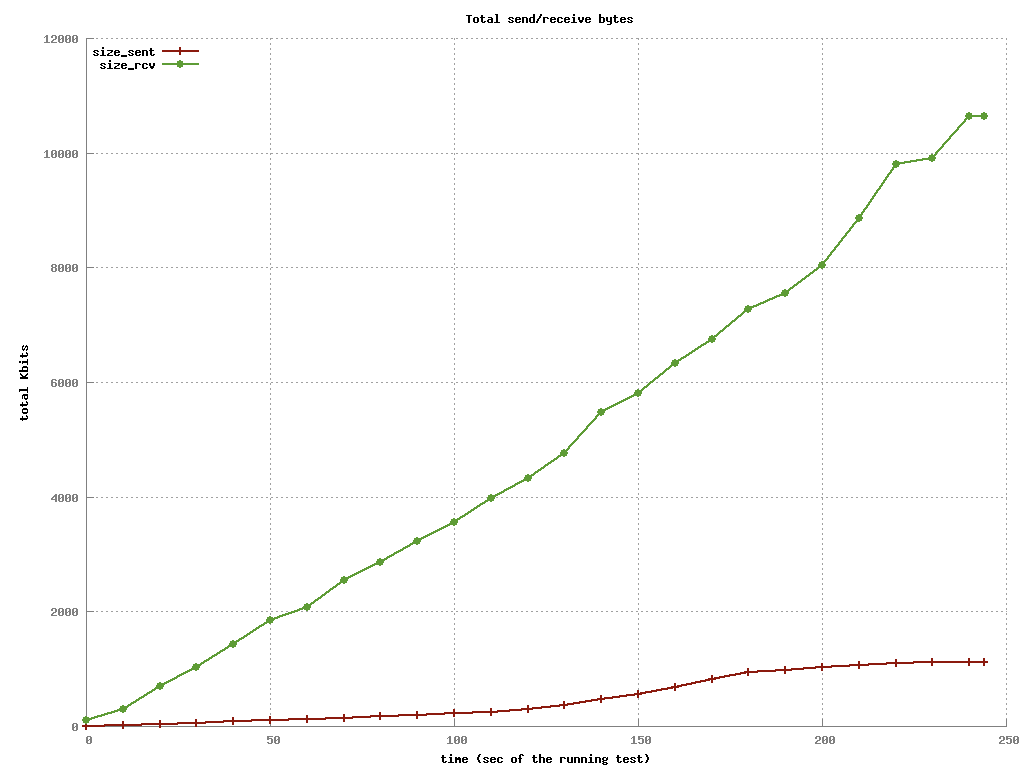 Total send/receive bytes
12000
size_sent
size_rcv
10000
8000
6000
total Kbits
4000
2000
0
0 50 100 150 200 250
time (sec of the running test)